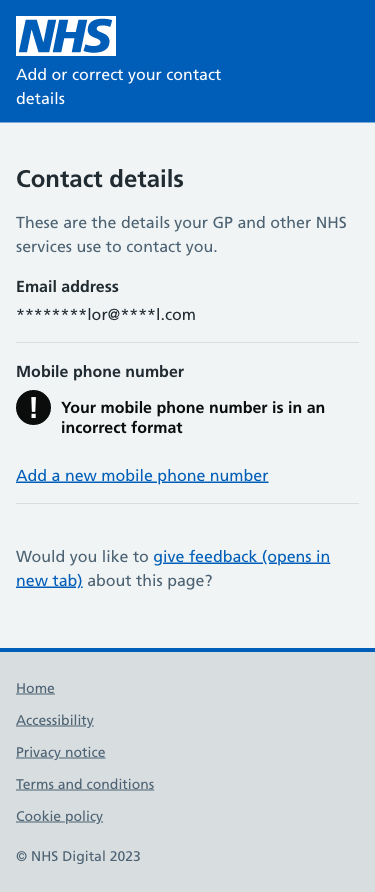 NHS
Add or correct your contact
details
Contact details
These are the details your GP and other NHS
services use to contact you.
Email address
********lor@****l.com
Mobile phone number
! Your mobile phone number is in an
incorrect format
Add a new mobile phone number
Would you like to give feedback (opens in
new tab) about this page?
Home
Accessibility
Privacy notice
Terms and conditions
Cookie policy
© NHS Digital 2023